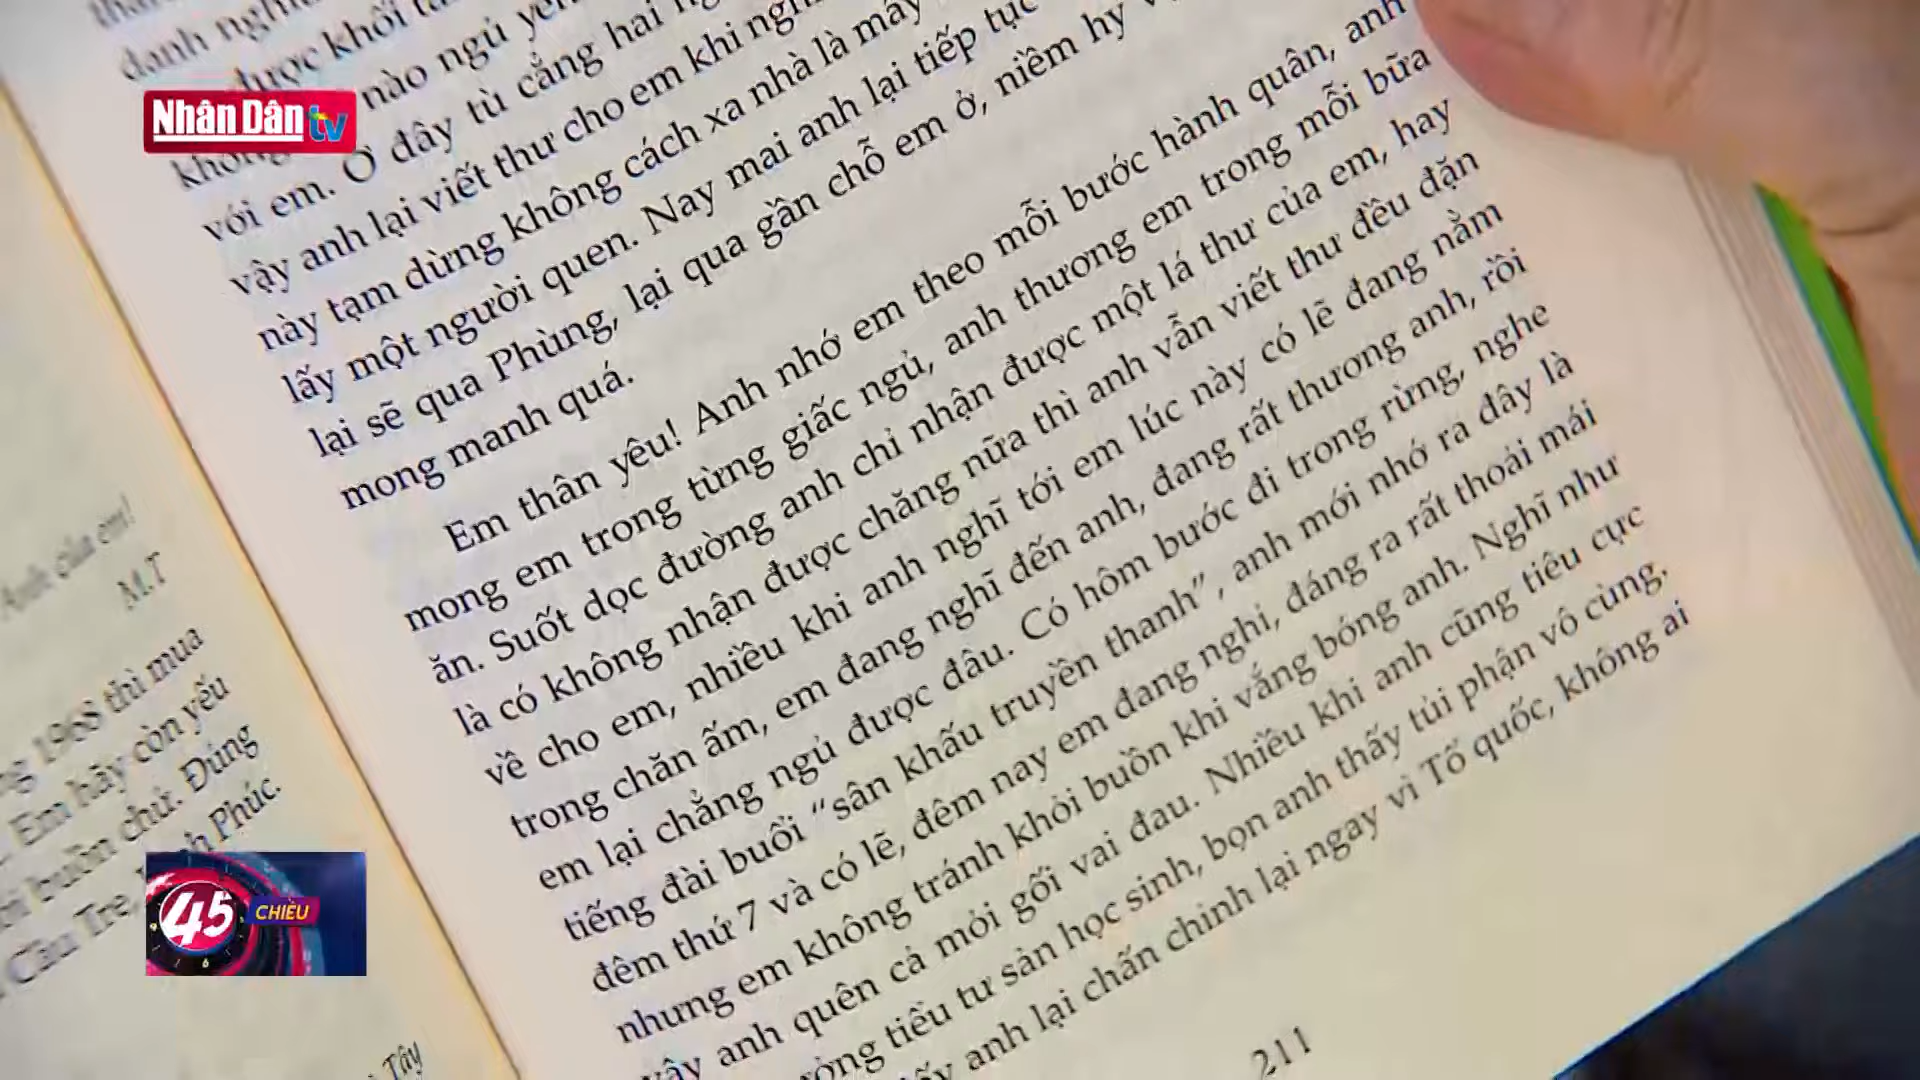 danh
được khổ
nào ngủ yên
với em. Ở đây tù cẳng hai
vậy anh lại viết thư cho em khi
này tạm dừng không cách xa nhà là mấy
lấy một người quen. Nay mai anh lại tiếp tục
lại sẽ qua Phùng, lại qua gần chỗ em ở, niềm hy
mong manh quá.
Em thân yêu! Anh nhớ em theo mỗi bước hành quân, anh
mong em trong từng giấc ngủ, anh thương em trong mỗi bữa
ăn. Suốt dọc đường anh chỉ nhận được một lá thư của em, hay
là có không nhận được chăng nữa thì anh vẫn viết thư đều đặn
về cho em, nhiều khi anh nghĩ tới em lúc này có lẽ đang nằm
trong chăn ấm, em đang nghĩ đến anh, đang rất thương anh, rồi
em lại chẳng ngủ được đâu. Có hôm bước đi trong rừng, nghe
tiếng đài buổi “sân khấu truyền thanh”, anh mới nhớ ra đây là
đêm thứ 7 và có lẽ, đêm nay em đang nghỉ, đáng ra rất thoải mái
nhưng em không tránh khỏi buồn khi vắng bóng anh. Nghĩ như
vậy anh quên cả mỏi gối vai đau. Nhiều khi anh cũng tiêu cực
tiểu tư sản học sinh, bọn anh thấy tủi phận vô cùng.
anh lại chấn chỉnh lại ngay vì Tổ quốc, không ai
211
Anh của em!
M.T
1968 thì mua
Em hãy còn yếu
buồn chứ. Đúng
Cầu Tre, Phúc.
Tây
Nhân Dân tv
45 CHIỀU